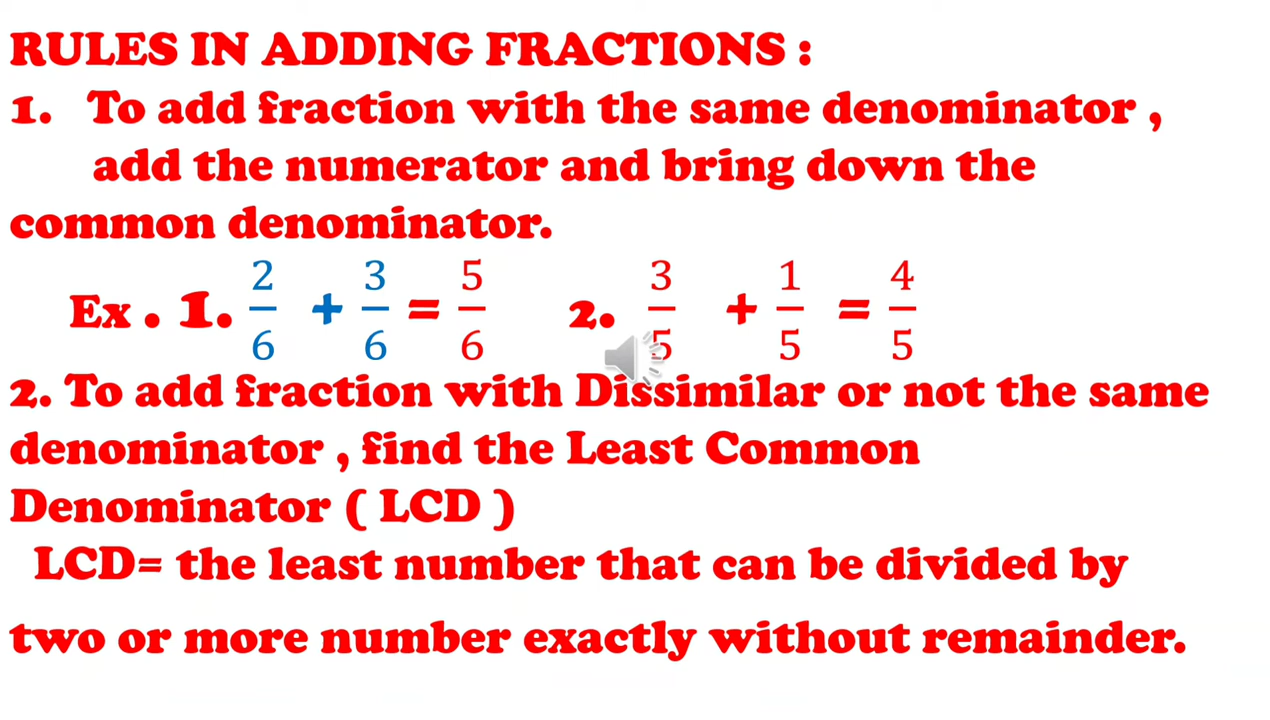 RULES IN ADDING FRACTIONS :
1. To add fraction with the same denominator ,
add the numerator and bring down the
common denominator.
Ex . 1. 2/6 + 3/6 = 5/6 2. 3/5 + 1/5 = 4/5
2. To add fraction with Dissimilar or not the same
denominator , find the Least Common
Denominator ( LCD )
LCD= the least number that can be divided by
two or more number exactly without remainder.